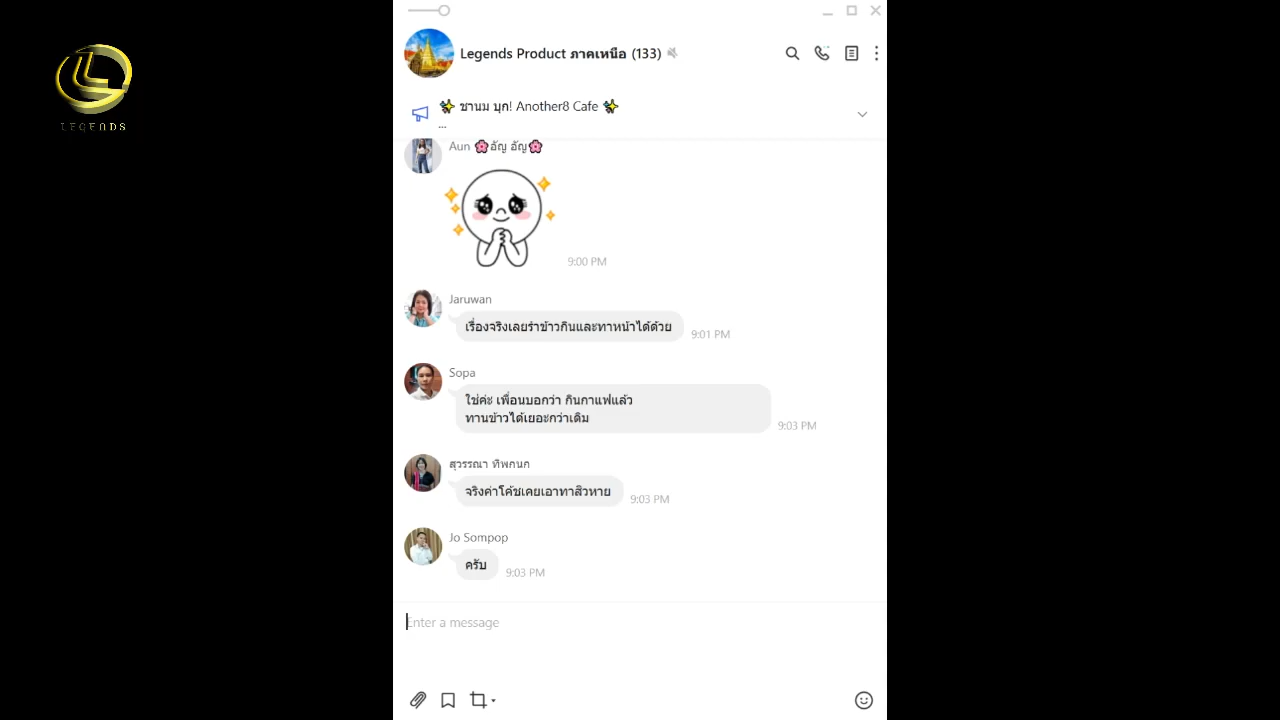 LEGENDS
Legends Product ภาคเหนือ (133)
✨ ชานม บุก! Another8 Cafe ✨
...
Aun 🌸อัญ อัญ🌸
9:00 PM
Jaruwan
เรื่องจริงเลยรำข้าวกินและทาหน้าได้ด้วย
9:01 PM
Sopa
ใช่ค่ะ เพื่อนบอกว่า กินกาแฟแล้ว
ทานข้าวได้เยอะกว่าเดิม
9:03 PM
สุวรรณา ทิพกนก
จริงค่าโค้ชเคยเอาทาสิวหาย
9:03 PM
Jo Sompop
ครับ
9:03 PM
Enter a message